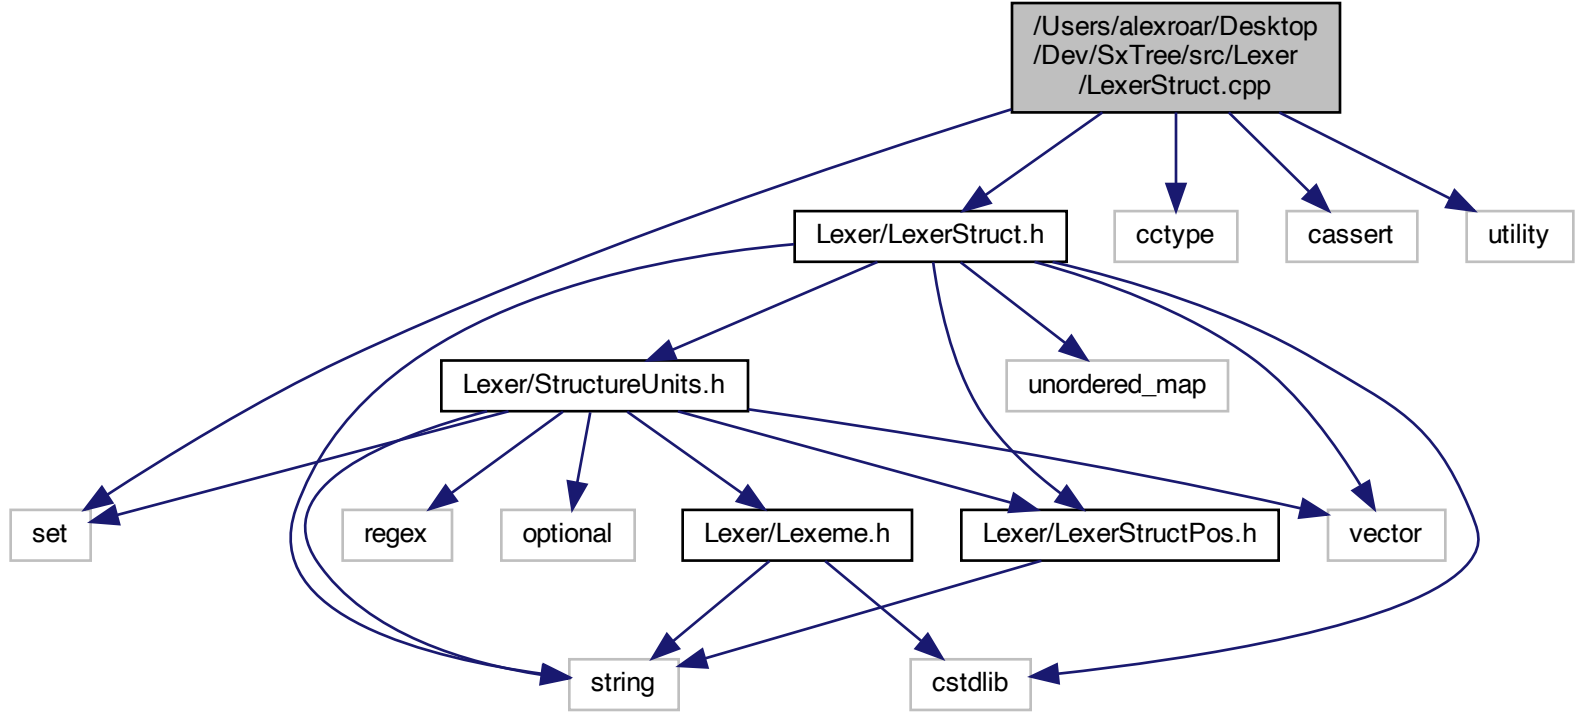 /Users/alexroar/Desktop
/Dev/SxTree/src/Lexer
/LexerStruct.cpp
Lexer/LexerStruct.h
cctype
cassert
utility
Lexer/StructureUnits.h
unordered_map
set
regex
optional
Lexer/Lexeme.h
Lexer/LexerStructPos.h
vector
string
cstdlib